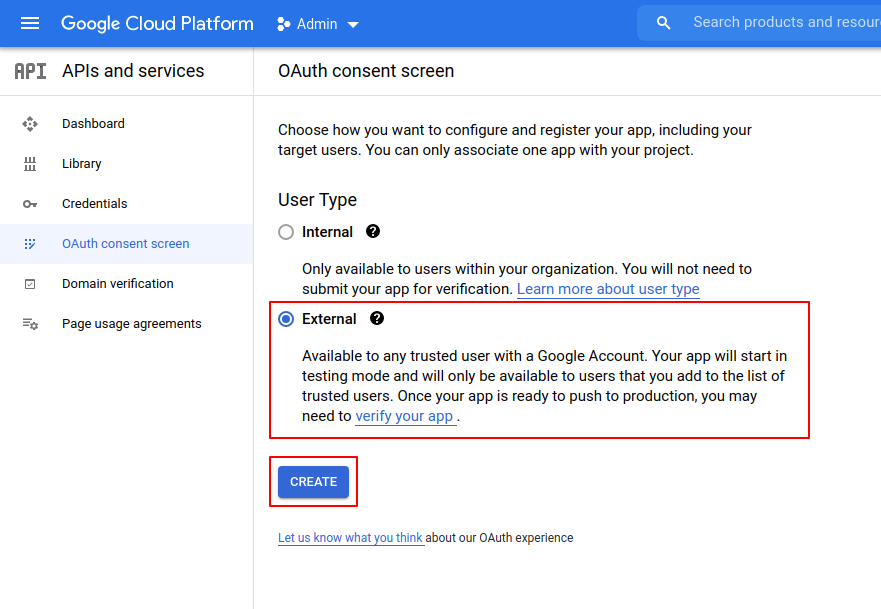 Google Cloud Platform
Admin
Search products and resour
API
APIs and services
OAuth consent screen
Dashboard
Library
Credentials
OAuth consent screen
Domain verification
Page usage agreements
Choose how you want to configure and register your app, including your
target users. You can only associate one app with your project.
User Type
Internal ?
Only available to users within your organization. You will not need to
submit your app for verification. Learn more about user type
External ?
Available to any trusted user with a Google Account. Your app will start in
testing mode and will only be available to users that you add to the list of
trusted users. Once your app is ready to push to production, you may
need to verify your app .
CREATE
Let us know what you think about our OAuth experience